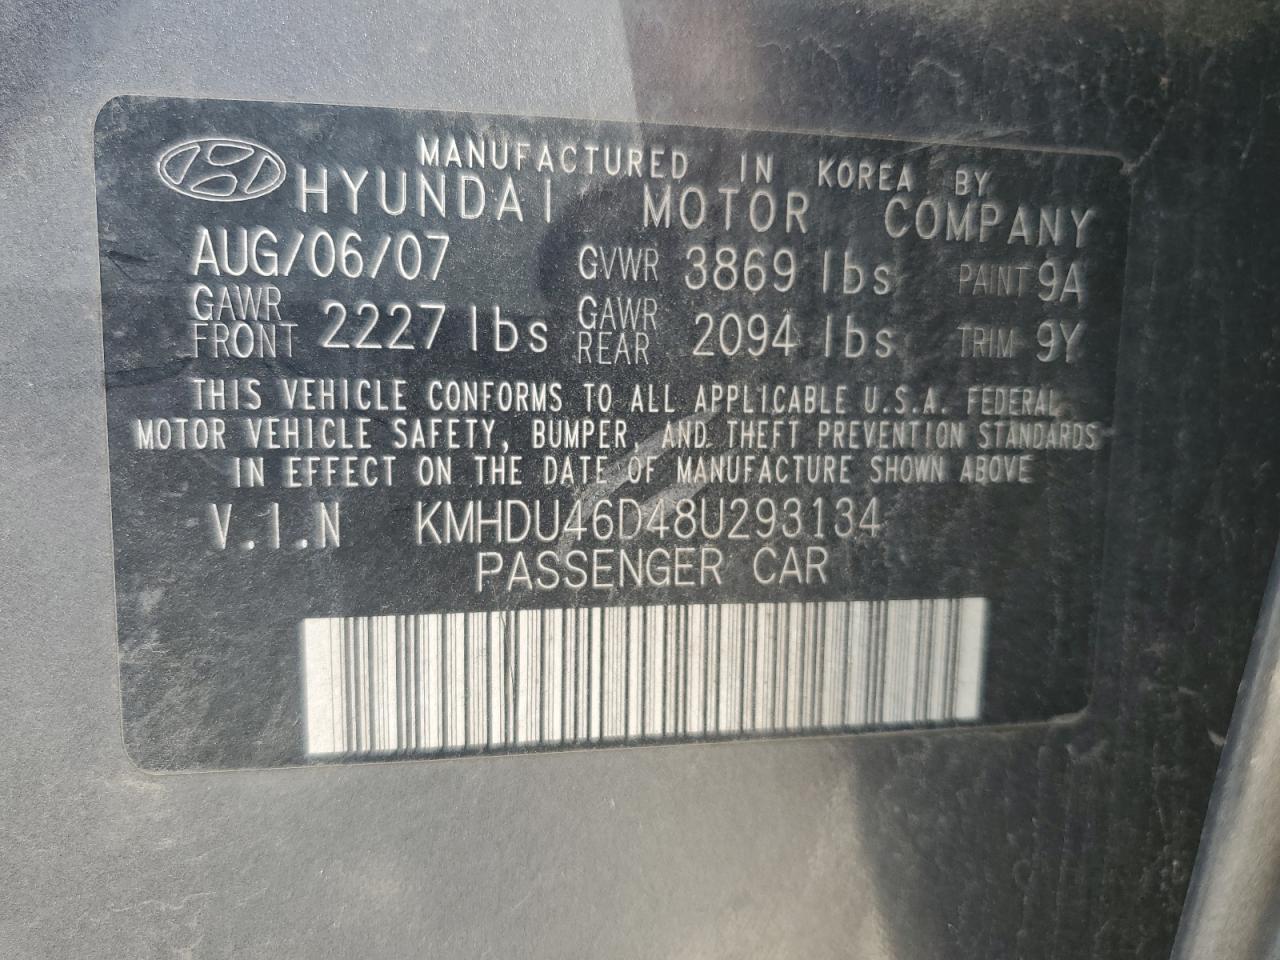 MANUFACTURED IN KOREA BY
HYUNDAI MOTOR COMPANY
AUG/06/07 GVWR 3869 lbs PAINT 9A
GAWR FRONT 2227 lbs GAWR REAR 2094 lbs TRIM 9Y
THIS VEHICLE CONFORMS TO ALL APPLICABLE U.S.A. FEDERAL
MOTOR VEHICLE SAFETY, BUMPER, AND THEFT PREVENTION STANDARDS
IN EFFECT ON THE DATE OF MANUFACTURE SHOWN ABOVE
V.I.N KMHDU46D48U293134
PASSENGER CAR